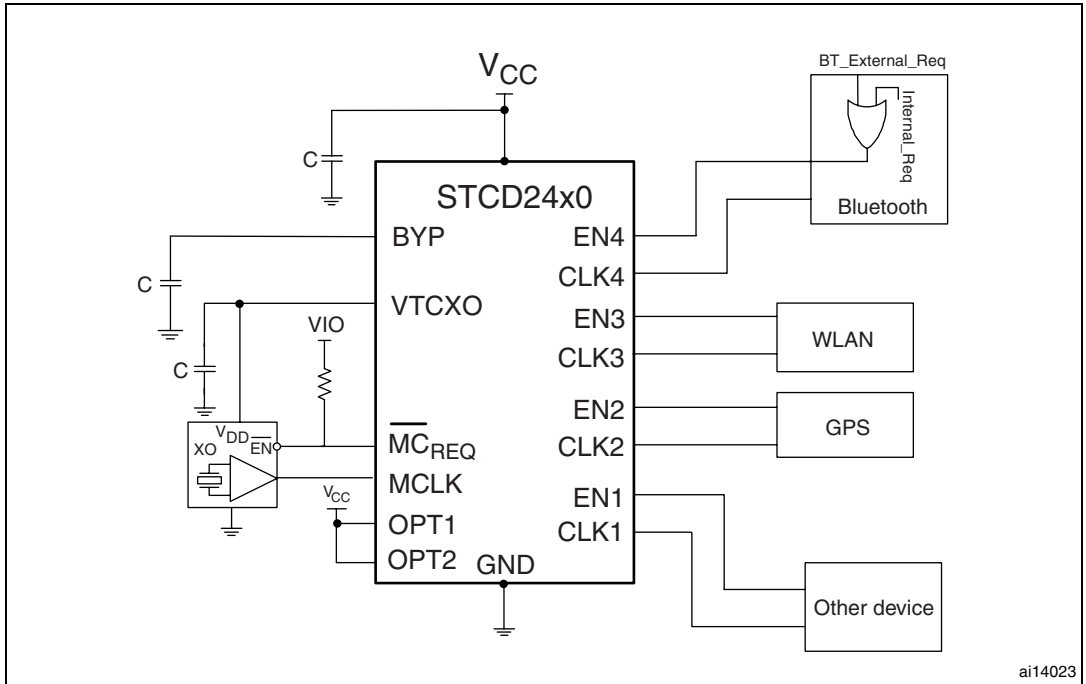 VCC
BT_External_Req
Internal_Req
Bluetooth
C
STCD24x0
BYP
EN4
CLK4
C
VTCXO
EN3
CLK3
WLAN
VIO
C
EN2
CLK2
GPS
VDD
EN
XO
MCREQ
MCLK
EN1
VCC
OPT1
CLK1
OPT2
GND
Other device
ai14023